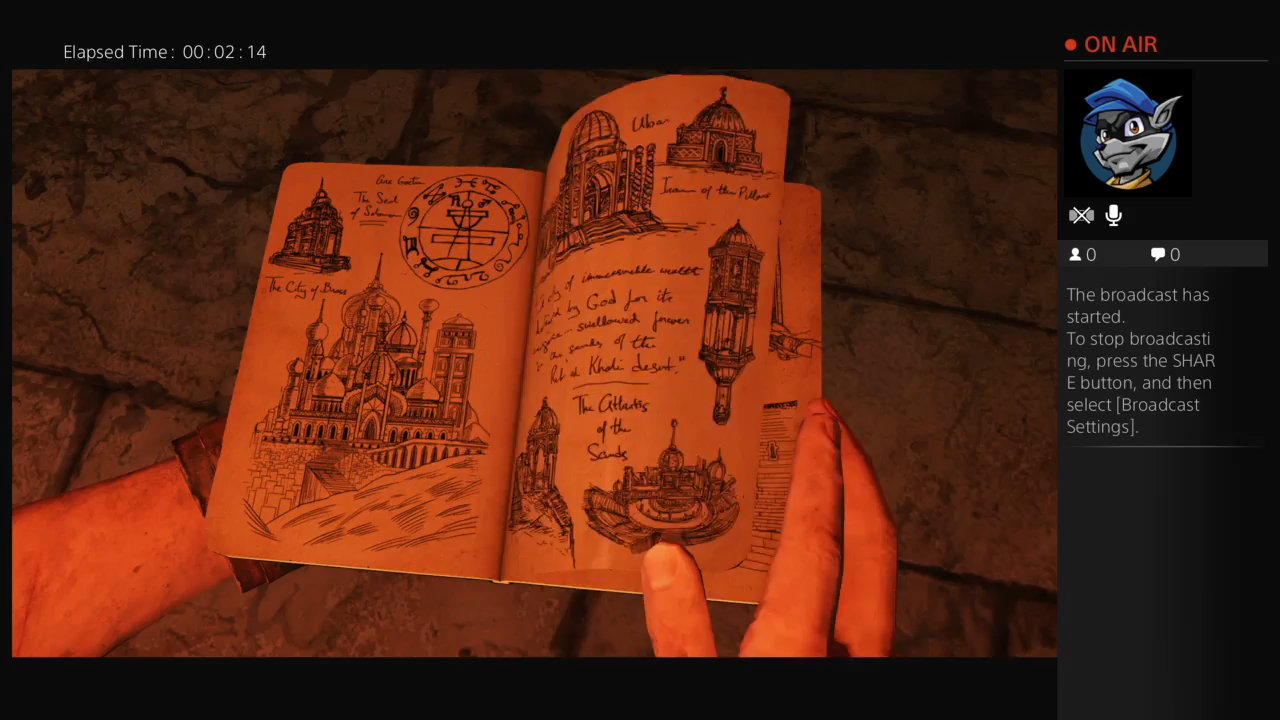 Elapsed Time: 00:02:14
ON AIR
0
0
The broadcast has
started.
To stop broadcasti
ng, press the SHAR
E button, and then
select [Broadcast
Settings].
The Seal
of Solomon
The City of Brass
Ubar
Iram of the Pillars
city of immeasurable wealth
by God for its
swallowed forever
the sands of the
Rub al Khali desert."
The Atlantis
of the
Sands